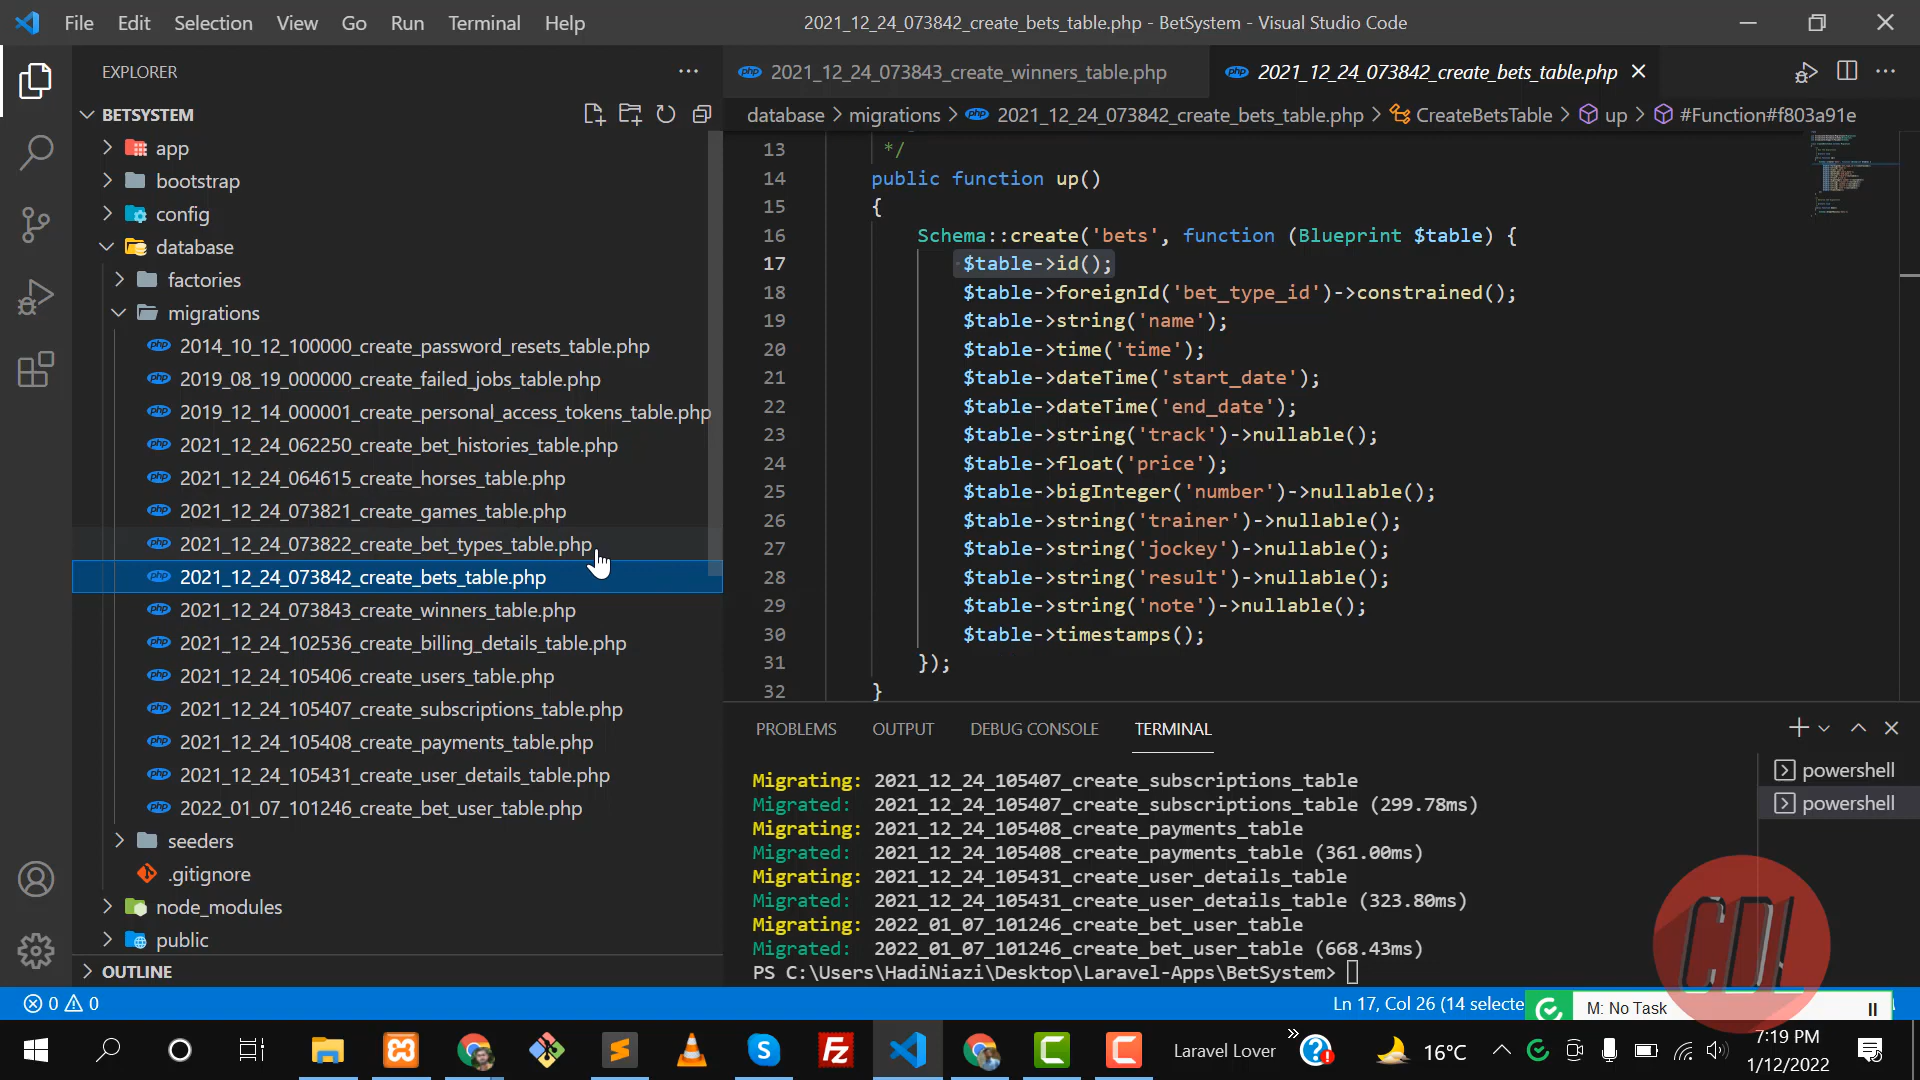 File Edit Selection View Go Run Terminal Help
2021_12_24_073842_create_bets_table.php - BetSystem - Visual Studio Code
EXPLORER
BETSYSTEM
app
bootstrap
config
database
factories
migrations
2014_10_12_100000_create_password_resets_table.php
2019_08_19_000000_create_failed_jobs_table.php
2019_12_14_000001_create_personal_access_tokens_table.php
2021_12_24_062250_create_bet_histories_table.php
2021_12_24_064615_create_horses_table.php
2021_12_24_073821_create_games_table.php
2021_12_24_073822_create_bet_types_table.php
2021_12_24_073842_create_bets_table.php
2021_12_24_073843_create_winners_table.php
2021_12_24_102536_create_billing_details_table.php
2021_12_24_105406_create_users_table.php
2021_12_24_105407_create_subscriptions_table.php
2021_12_24_105408_create_payments_table.php
2021_12_24_105431_create_user_details_table.php
2022_01_07_101246_create_bet_user_table.php
seeders
.gitignore
node_modules
public
OUTLINE
2021_12_24_073843_create_winners_table.php
2021_12_24_073842_create_bets_table.php
database > migrations > 2021_12_24_073842_create_bets_table.php > CreateBetsTable > up > #Function#f803a91e
13 */
14 public function up()
15 {
16 Schema::create('bets', function (Blueprint $table) {
17 $table->id();
18 $table->foreignId('bet_type_id')->constrained();
19 $table->string('name');
20 $table->time('time');
21 $table->dateTime('start_date');
22 $table->dateTime('end_date');
23 $table->string('track')->nullable();
24 $table->float('price');
25 $table->bigInteger('number')->nullable();
26 $table->string('trainer')->nullable();
27 $table->string('jockey')->nullable();
28 $table->string('result')->nullable();
29 $table->string('note')->nullable();
30 $table->timestamps();
31 });
32 }
PROBLEMS OUTPUT DEBUG CONSOLE TERMINAL
Migrating: 2021_12_24_105407_create_subscriptions_table
Migrated: 2021_12_24_105407_create_subscriptions_table (299.78ms)
Migrating: 2021_12_24_105408_create_payments_table
Migrated: 2021_12_24_105408_create_payments_table (361.00ms)
Migrating: 2021_12_24_105431_create_user_details_table
Migrated: 2021_12_24_105431_create_user_details_table (323.80ms)
Migrating: 2022_01_07_101246_create_bet_user_table
Migrated: 2022_01_07_101246_create_bet_user_table (668.43ms)
PS C:\Users\HadiNiazi\Desktop\Laravel-Apps\BetSystem>
powershell
powershell
CDL
0 0
Ln 17, Col 26 (14 selecte
M: No Task
Laravel Lover
16°C
7:19 PM
1/12/2022